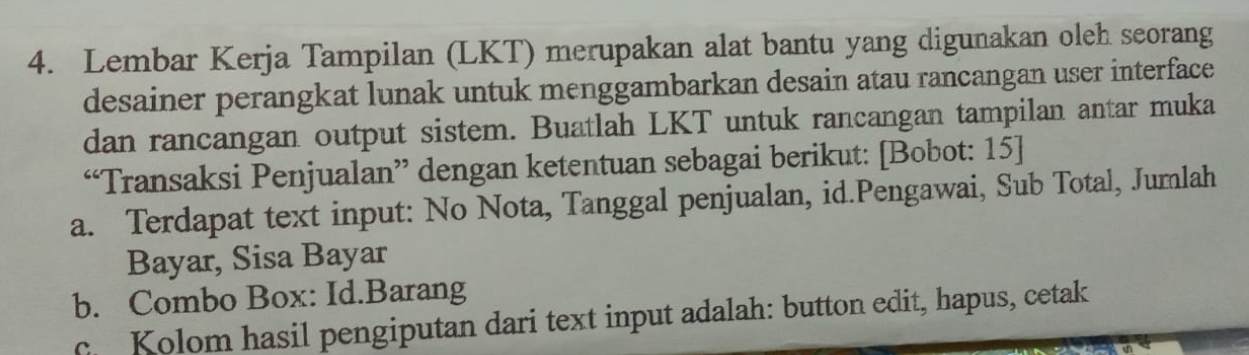 4. Lembar Kerja Tampilan (LKT) merupakan alat bantu yang digunakan oleh seorang
desainer perangkat lunak untuk menggambarkan desain atau rancangan user interface
dan rancangan output sistem. Buatlah LKT untuk rancangan tampilan antar muka
“Transaksi Penjualan” dengan ketentuan sebagai berikut: [Bobot: 15]
a. Terdapat text input: No Nota, Tanggal penjualan, id.Pengawai, Sub Total, Jumlah
Bayar, Sisa Bayar
b. Combo Box: Id.Barang
c. Kolom hasil pengiputan dari text input adalah: button edit, hapus, cetak